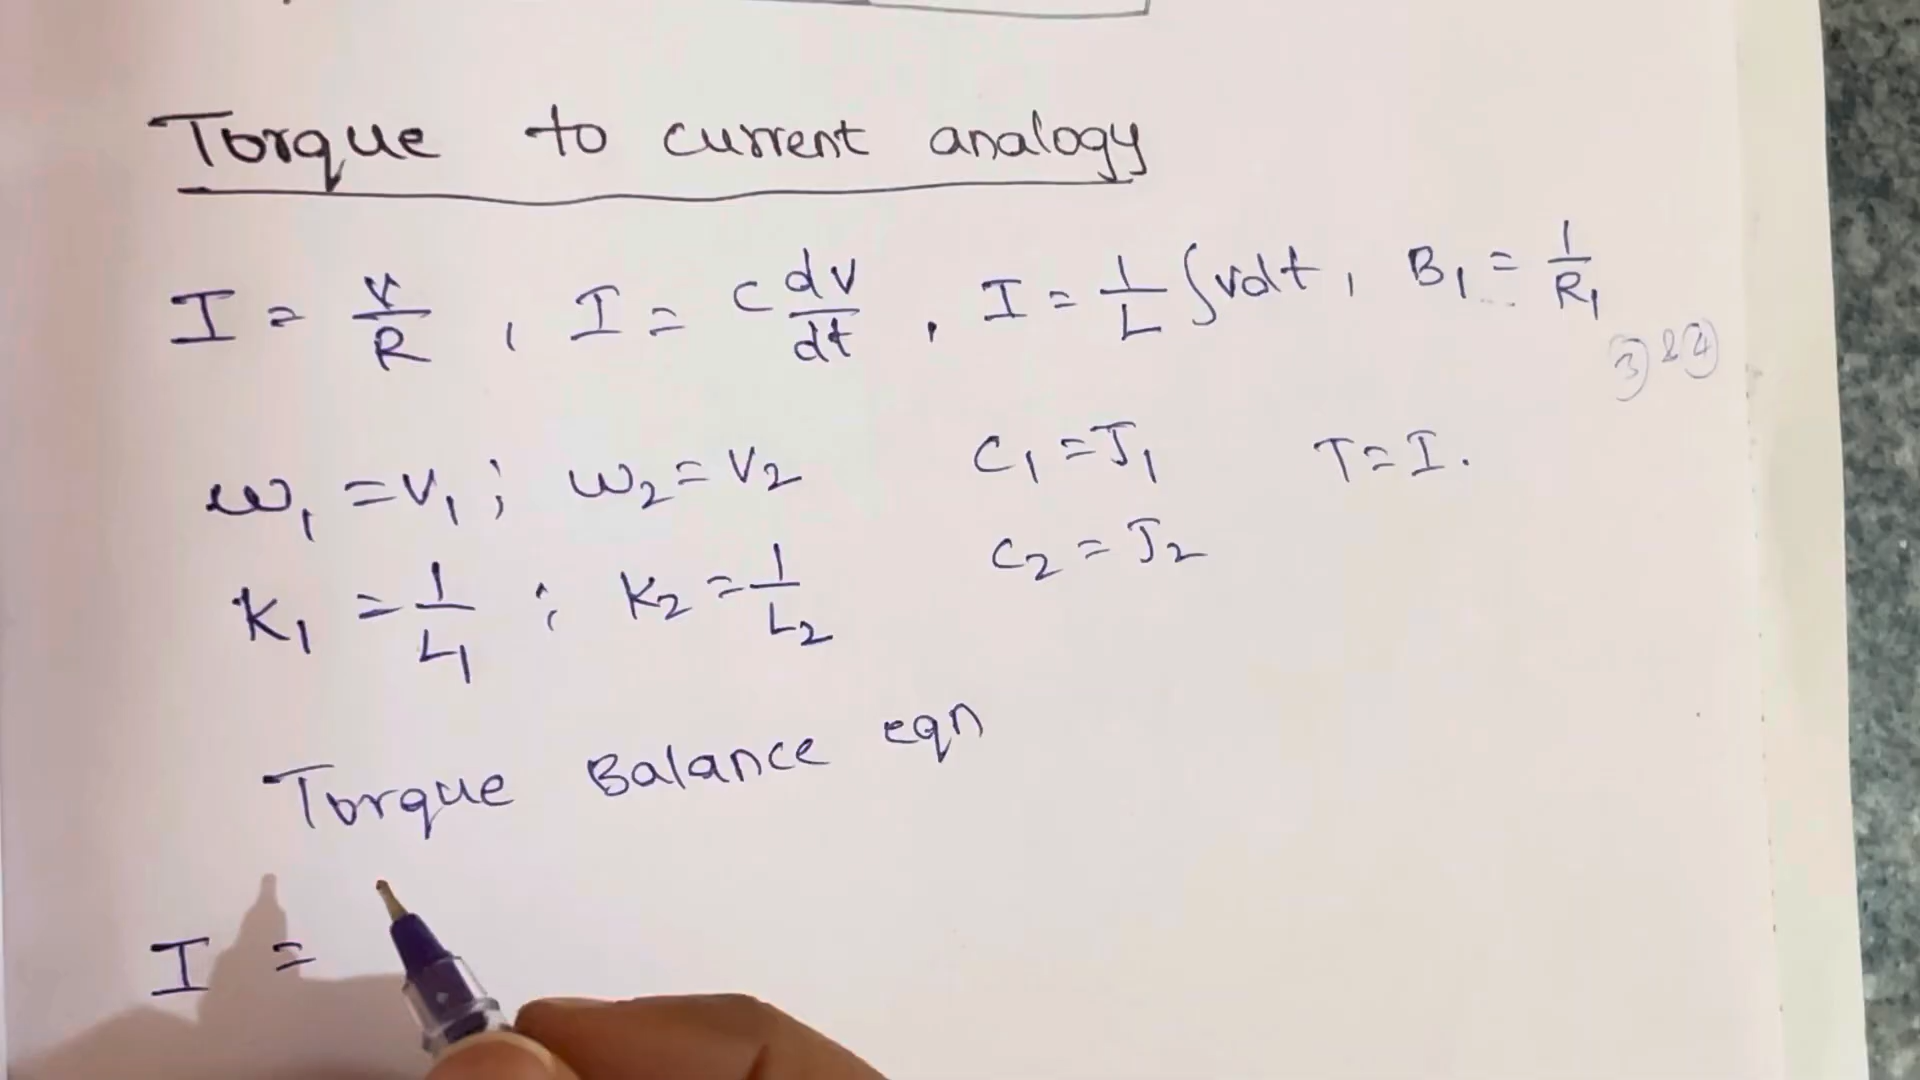 Torque to current analogy
I = V/R , I = C dv/dt , I = 1/L ∫vdt , B₁ = 1/R₁
③ & ④
ω₁ = V₁ ; ω₂ = V₂ C₁ = J₁ T = I .
K₁ = 1/L₁ ; K₂ = 1/L₂ C₂ = J₂
Torque Balance eqn
I =